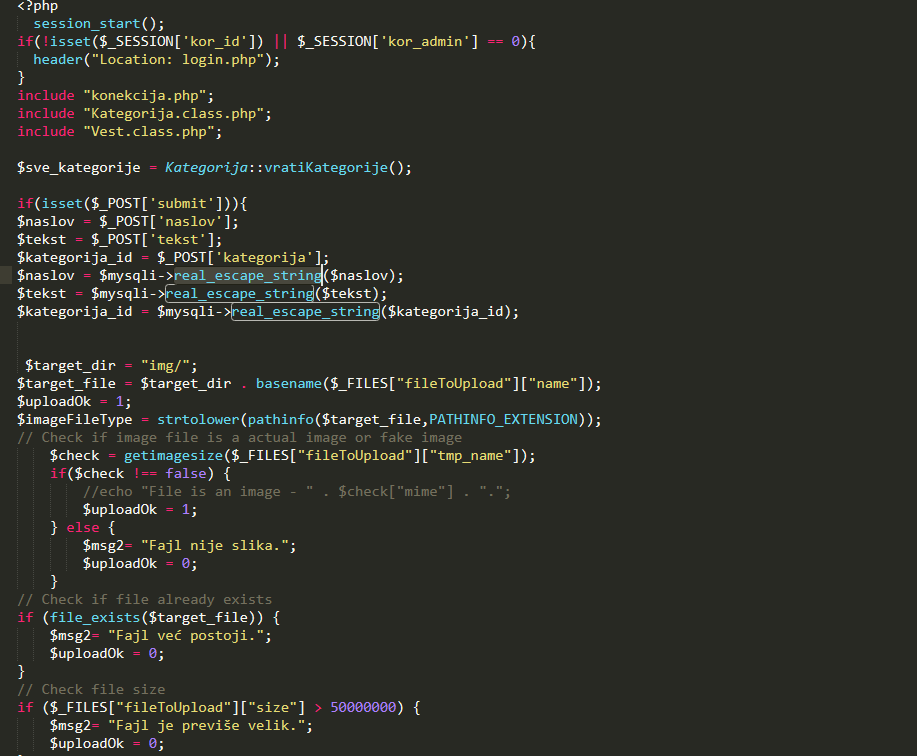 <?php
session_start();
if(!isset($_SESSION['kor_id']) || $_SESSION['kor_admin'] == 0){
header("Location: login.php");
}
include "konekcija.php";
include "Kategorija.class.php";
include "Vest.class.php";
$sve_kategorije = Kategorija::vratiKategorije();
if(isset($_POST['submit'])){
$naslov = $_POST['naslov'];
$tekst = $_POST['tekst'];
$kategorija_id = $_POST['kategorija'];
$naslov = $mysqli->real_escape_string($naslov);
$tekst = $mysqli->real_escape_string($tekst);
$kategorija_id = $mysqli->real_escape_string($kategorija_id);
$target_dir = "img/";
$target_file = $target_dir . basename($_FILES["fileToUpload"]["name"]);
$uploadOk = 1;
$imageFileType = strtolower(pathinfo($target_file,PATHINFO_EXTENSION));
// Check if image file is a actual image or fake image
$check = getimagesize($_FILES["fileToUpload"]["tmp_name"]);
if($check !== false) {
//echo "File is an image - " . $check["mime"] . ".";
$uploadOk = 1;
} else {
$msg2= "Fajl nije slika.";
$uploadOk = 0;
}
// Check if file already exists
if (file_exists($target_file)) {
$msg2= "Fajl već postoji.";
$uploadOk = 0;
}
// Check file size
if ($_FILES["fileToUpload"]["size"] > 50000000) {
$msg2= "Fajl je previše velik.";
$uploadOk = 0;